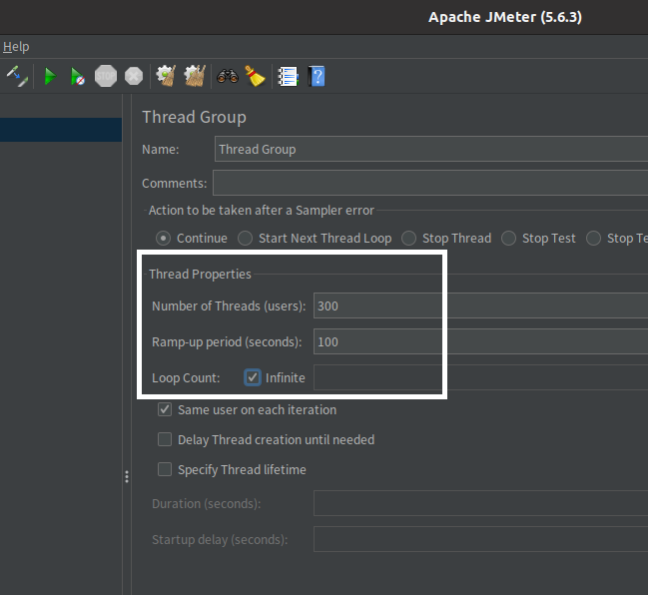 Apache JMeter (5.6.3)
Help
STOP
?
Thread Group
Name: Thread Group
Comments:
Action to be taken after a Sampler error
Continue Start Next Thread Loop Stop Thread Stop Test Stop Te
Thread Properties
Number of Threads (users): 300
Ramp-up period (seconds): 100
Loop Count: Infinite
Same user on each iteration
Delay Thread creation until needed
Specify Thread lifetime
Duration (seconds):
Startup delay (seconds):